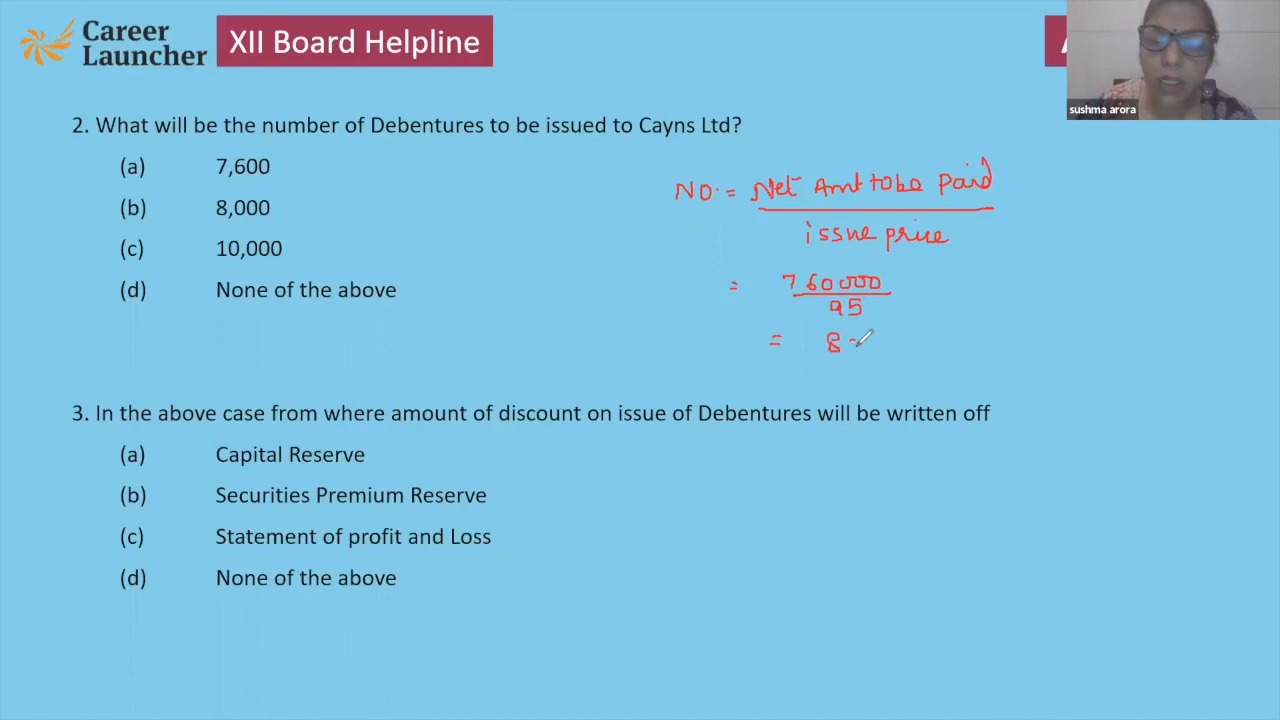 Career
Launcher
XII Board Helpline
A
sushma arora
2. What will be the number of Debentures to be issued to Cayns Ltd?
(a) 7,600
(b) 8,000
(c) 10,000
(d) None of the above
NO. = Net Amt to be Paid
issue price
= 760000
95
= 8
3. In the above case from where amount of discount on issue of Debentures will be written off
(a) Capital Reserve
(b) Securities Premium Reserve
(c) Statement of profit and Loss
(d) None of the above